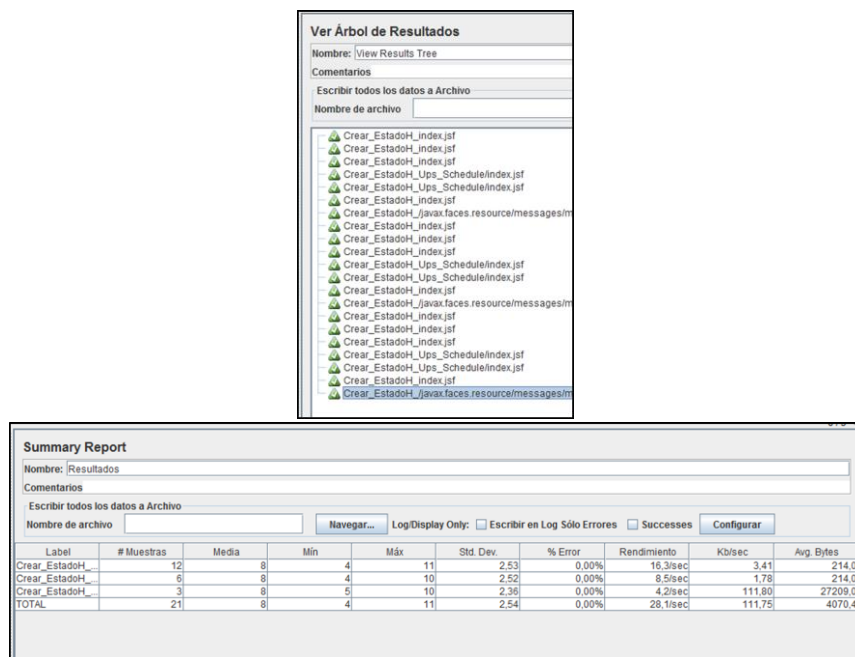 Ver Árbol de Resultados
Nombre: View Results Tree
Comentarios
Escribir todos los datos a Archivo
Nombre de archivo
Crear_EstadoH_index.jsf
Crear_EstadoH_index.jsf
Crear_EstadoH_index.jsf
Crear_EstadoH_Ups_Schedule/index.jsf
Crear_EstadoH_Ups_Schedule/index.jsf
Crear_EstadoH_index.jsf
Crear_EstadoH_/javax.faces.resource/messages/m
Crear_EstadoH_index.jsf
Crear_EstadoH_index.jsf
Crear_EstadoH_index.jsf
Crear_EstadoH_Ups_Schedule/index.jsf
Crear_EstadoH_Ups_Schedule/index.jsf
Crear_EstadoH_index.jsf
Crear_EstadoH_/javax.faces.resource/messages/m
Crear_EstadoH_index.jsf
Crear_EstadoH_index.jsf
Crear_EstadoH_index.jsf
Crear_EstadoH_Ups_Schedule/index.jsf
Crear_EstadoH_Ups_Schedule/index.jsf
Crear_EstadoH_index.jsf
Crear_EstadoH_/javax.faces.resource/messages/m
Summary Report
Nombre: Resultados
Comentarios
Escribir todos los datos a Archivo
Nombre de archivo Navegar... Log/Display Only: Escribir en Log Sólo Errores Successes Configurar
Label # Muestras Media Mín Máx Std. Dev. % Error Rendimiento Kb/sec Avg. Bytes
Crear_EstadoH_... 12 8 4 11 2,53 0,00% 16,3/sec 3,41 214,0
Crear_EstadoH_... 6 8 4 10 2,52 0,00% 8,5/sec 1,78 214,0
Crear_EstadoH_... 3 8 5 10 2,36 0,00% 4,2/sec 111,80 27209,0
TOTAL 21 8 4 11 2,54 0,00% 28,1/sec 111,75 4070,4